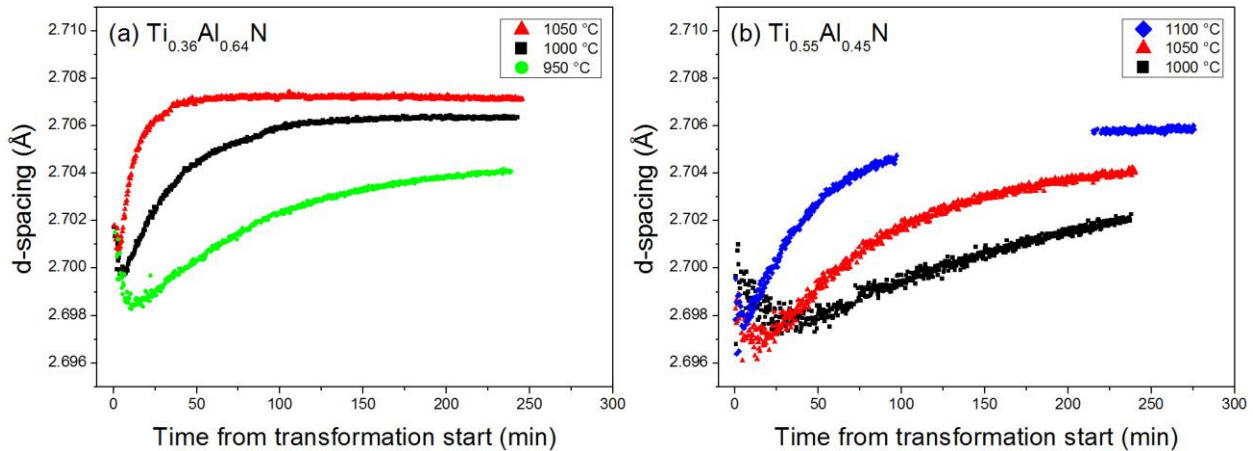 (a) Ti0.36Al0.64N
1050 °C
1000 °C
950 °C
2.710
2.708
2.706
2.704
2.702
2.700
2.698
2.696
d-spacing (Å)
0 50 100 150 200 250 300
Time from transformation start (min)
(b) Ti0.55Al0.45N
1100 °C
1050 °C
1000 °C
2.710
2.708
2.706
2.704
2.702
2.700
2.698
2.696
d-spacing (Å)
0 50 100 150 200 250 300
Time from transformation start (min)